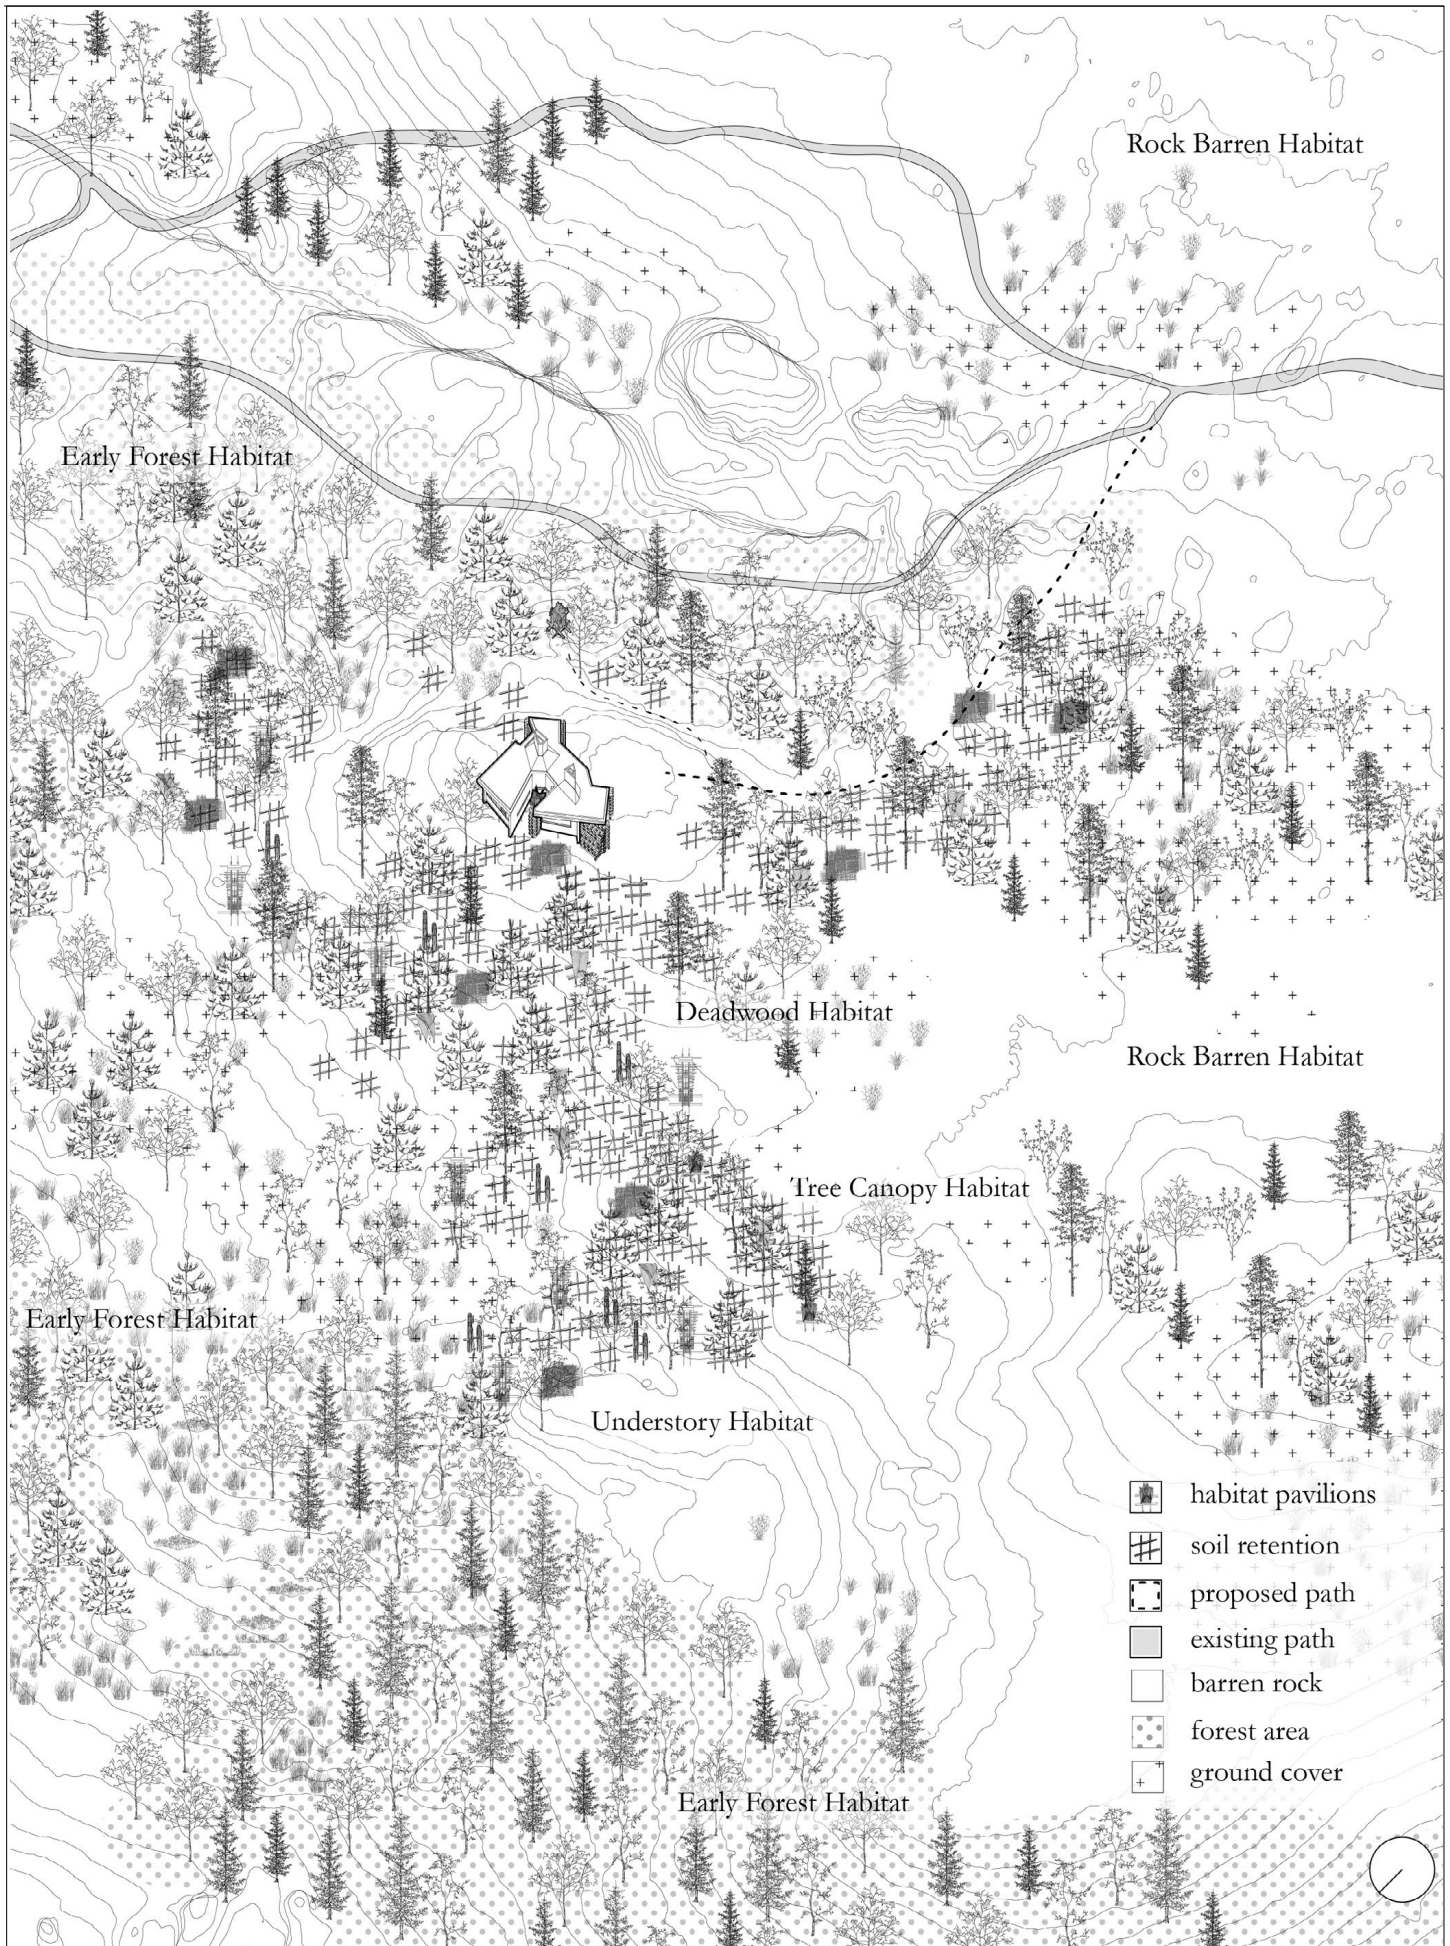 Rock Barren Habitat
Early Forest Habitat
Deadwood Habitat
Rock Barren Habitat
Tree Canopy Habitat
Early Forest Habitat
Understory Habitat
habitat pavilions
soil retention
proposed path
existing path
barren rock
forest area
ground cover
Early Forest Habitat